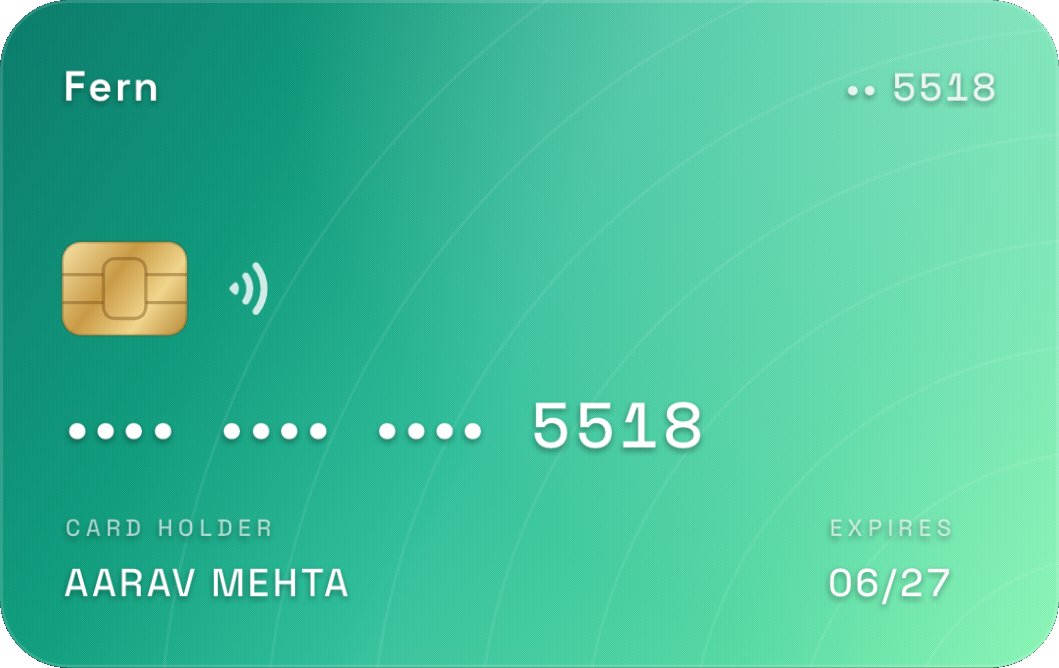 Fern
•• 5518
•••• •••• •••• 5518
CARD HOLDER
AARAV MEHTA
EXPIRES
06/27